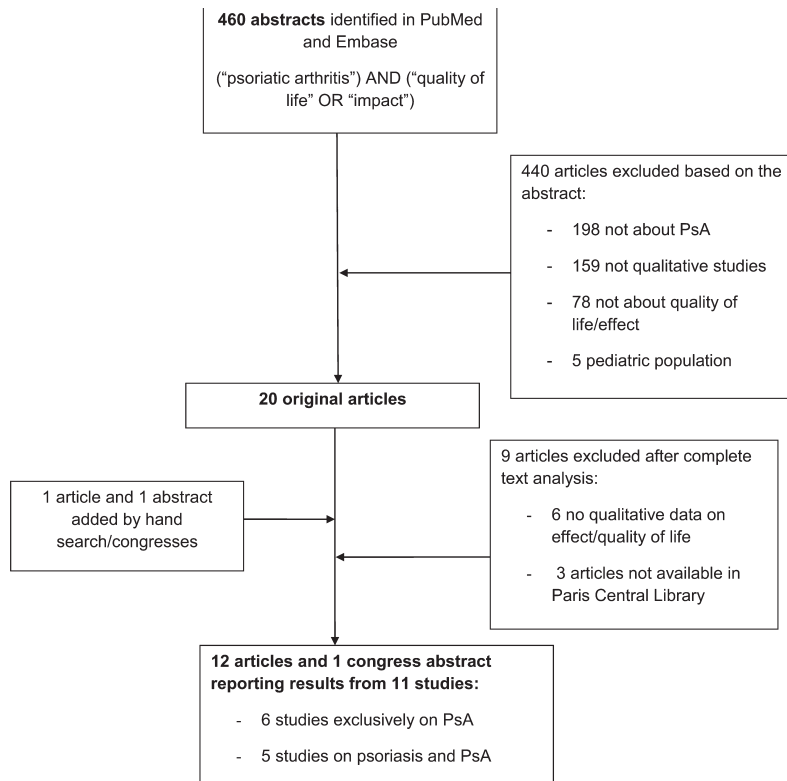 460 abstracts identified in PubMed
and Embase
(“psoriatic arthritis”) AND (“quality of
life” OR “impact”)
440 articles excluded based on the
abstract:
- 198 not about PsA
- 159 not qualitative studies
- 78 not about quality of
life/effect
- 5 pediatric population
20 original articles
9 articles excluded after complete
text analysis:
- 6 no qualitative data on
effect/quality of life
- 3 articles not available in
Paris Central Library
1 article and 1 abstract
added by hand
search/congresses
12 articles and 1 congress abstract
reporting results from 11 studies:
- 6 studies exclusively on PsA
- 5 studies on psoriasis and PsA